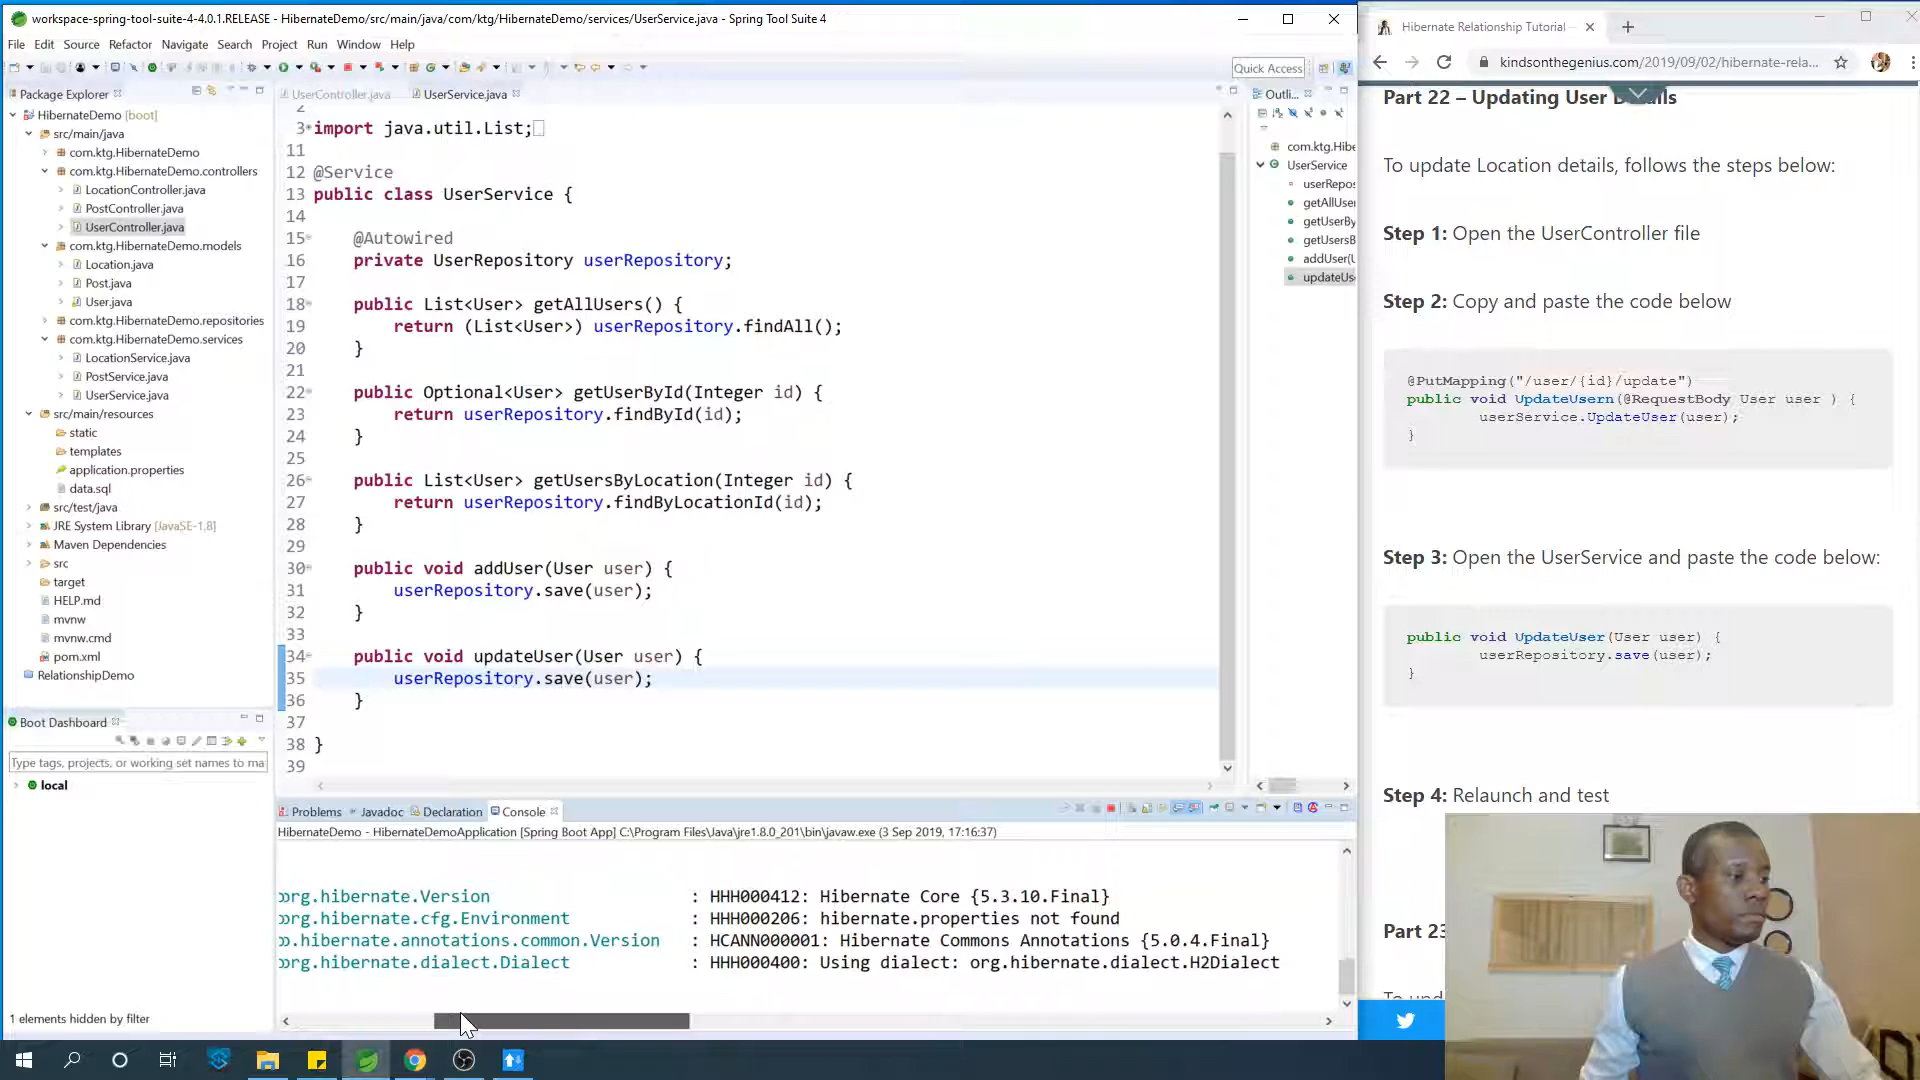 workspace-spring-tool-suite-4-4.0.1.RELEASE - HibernateDemo/src/main/java/com/ktg/HibernateDemo/services/UserService.java - Spring Tool Suite 4
File Edit Source Refactor Navigate Search Project Run Window Help
Quick Access
Package Explorer
HibernateDemo [boot]
src/main/java
com.ktg.HibernateDemo
com.ktg.HibernateDemo.controllers
LocationController.java
PostController.java
UserController.java
com.ktg.HibernateDemo.models
Location.java
Post.java
User.java
com.ktg.HibernateDemo.repositories
com.ktg.HibernateDemo.services
LocationService.java
PostService.java
UserService.java
src/main/resources
static
templates
application.properties
data.sql
src/test/java
JRE System Library [JavaSE-1.8]
Maven Dependencies
src
target
HELP.md
mvnw
mvnw.cmd
pom.xml
RelationshipDemo
Boot Dashboard
Type tags, projects, or working set names to ma
local
1 elements hidden by filter
UserController.java UserService.java
2
3 import java.util.List;
11
12 @Service
13 public class UserService {
14
15 @Autowired
16 private UserRepository userRepository;
17
18 public List<User> getAllUsers() {
19 return (List<User>) userRepository.findAll();
20 }
21
22 public Optional<User> getUserById(Integer id) {
23 return userRepository.findById(id);
24 }
25
26 public List<User> getUsersByLocation(Integer id) {
27 return userRepository.findByLocationId(id);
28 }
29
30 public void addUser(User user) {
31 userRepository.save(user);
32 }
33
34 public void updateUser(User user) {
35 userRepository.save(user);
36 }
37
38 }
39
Outli...
com.ktg.Hibe
UserService
userRepos
getAllUser
getUserBy
getUsersB
addUser(U
updateUse
Problems Javadoc Declaration Console
HibernateDemo - HibernateDemoApplication [Spring Boot App] C:\Program Files\Java\jre1.8.0_201\bin\javaw.exe (3 Sep 2019, 17:16:37)
org.hibernate.Version : HHH000412: Hibernate Core {5.3.10.Final}
org.hibernate.cfg.Environment : HHH000206: hibernate.properties not found
o.hibernate.annotations.common.Version : HCANN000001: Hibernate Commons Annotations {5.0.4.Final}
org.hibernate.dialect.Dialect : HHH000400: Using dialect: org.hibernate.dialect.H2Dialect
Hibernate Relationship Tutorial
kindsonthegenius.com/2019/09/02/hibernate-rela...
Part 22 – Updating User Details
To update Location details, follows the steps below:
Step 1: Open the UserController file
Step 2: Copy and paste the code below
@PutMapping("/user/{id}/update")
public void UpdateUsern(@RequestBody User user ) {
userService.UpdateUser(user);
}
Step 3: Open the UserService and paste the code below:
public void UpdateUser(User user) {
userRepository.save(user);
}
Step 4: Relaunch and test
Part 23